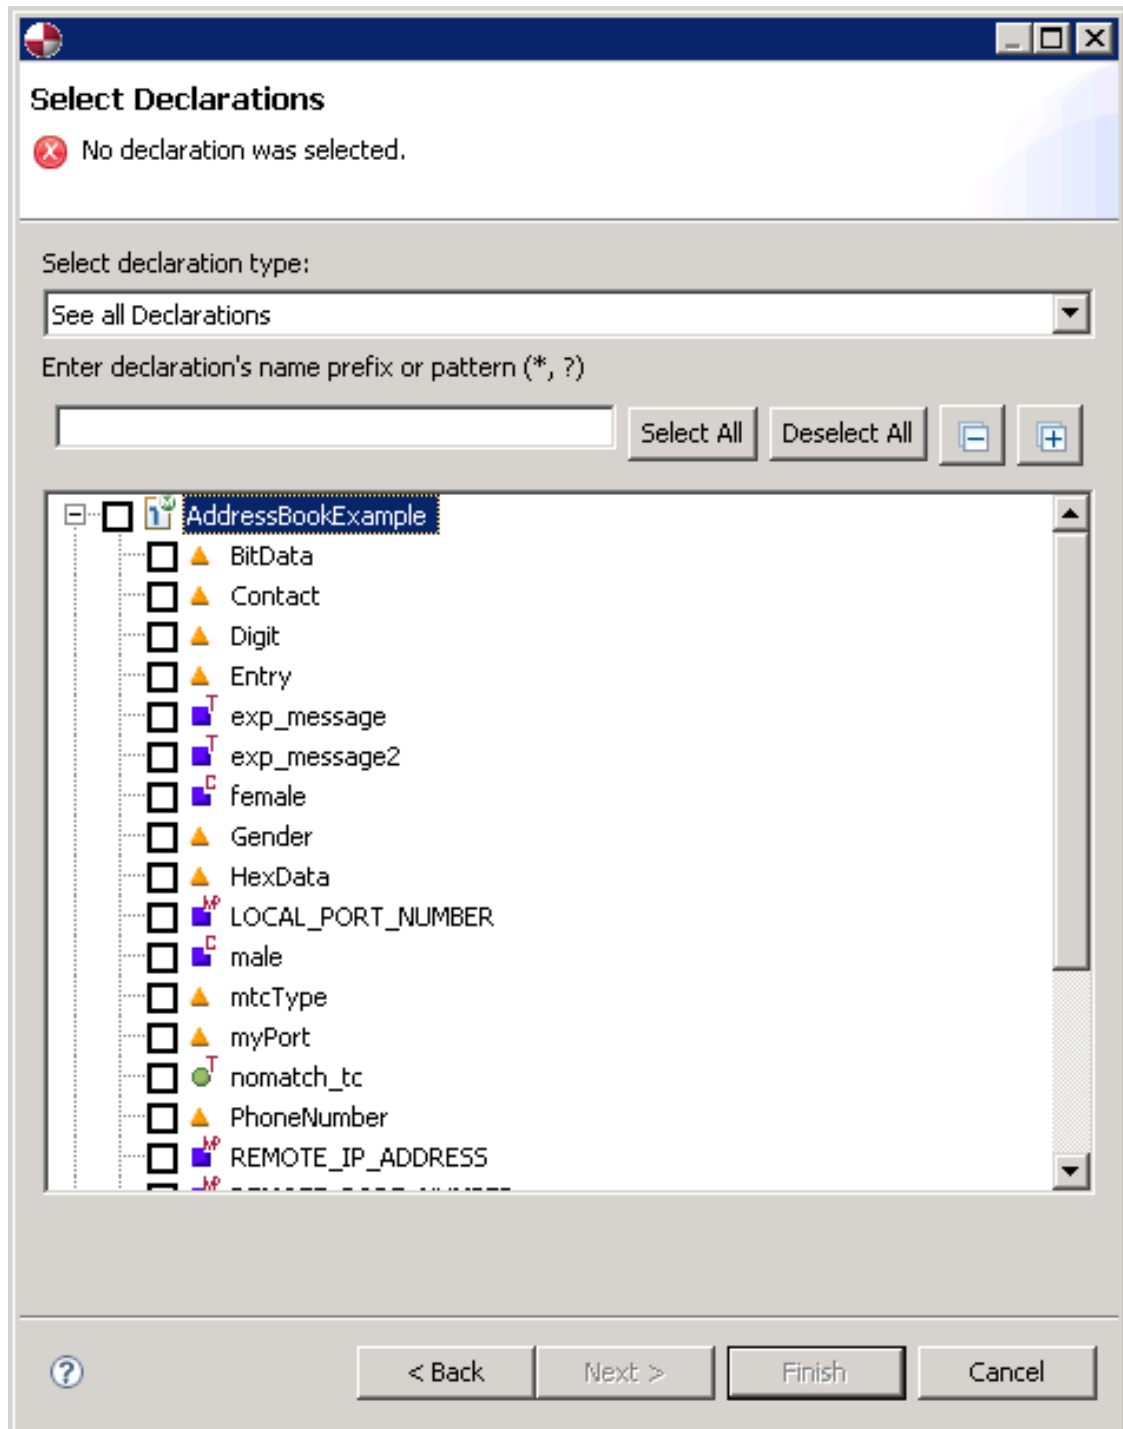 Select Declarations
No declaration was selected.
Select declaration type:
See all Declarations
Enter declaration's name prefix or pattern (*, ?)
Select All Deselect All
AddressBookExample
BitData
Contact
Digit
Entry
exp_message
exp_message2
female
Gender
HexData
LOCAL_PORT_NUMBER
male
mtcType
myPort
nomatch_tc
PhoneNumber
REMOTE_IP_ADDRESS
< Back Next > Finish Cancel